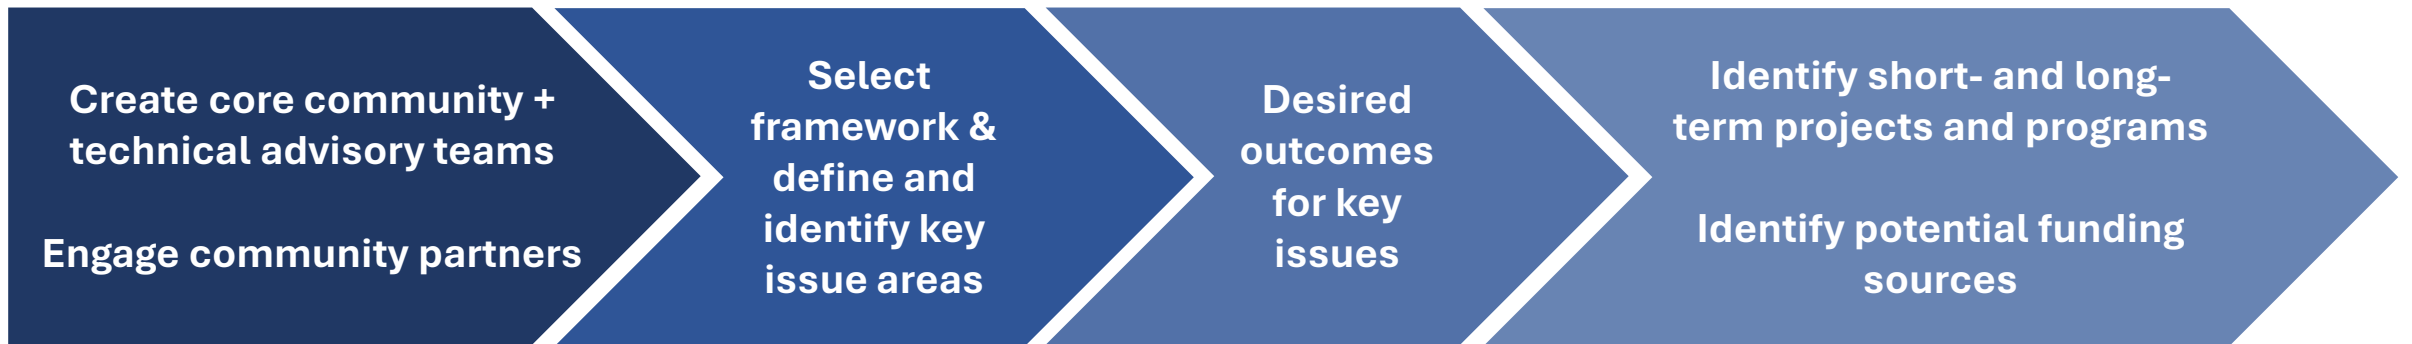 Create core community +
technical advisory teams
Engage community partners
Select
framework &
define and
identify key
issue areas
Desired
outcomes
for key
issues
Identify short- and long-
term projects and programs
Identify potential funding
sources